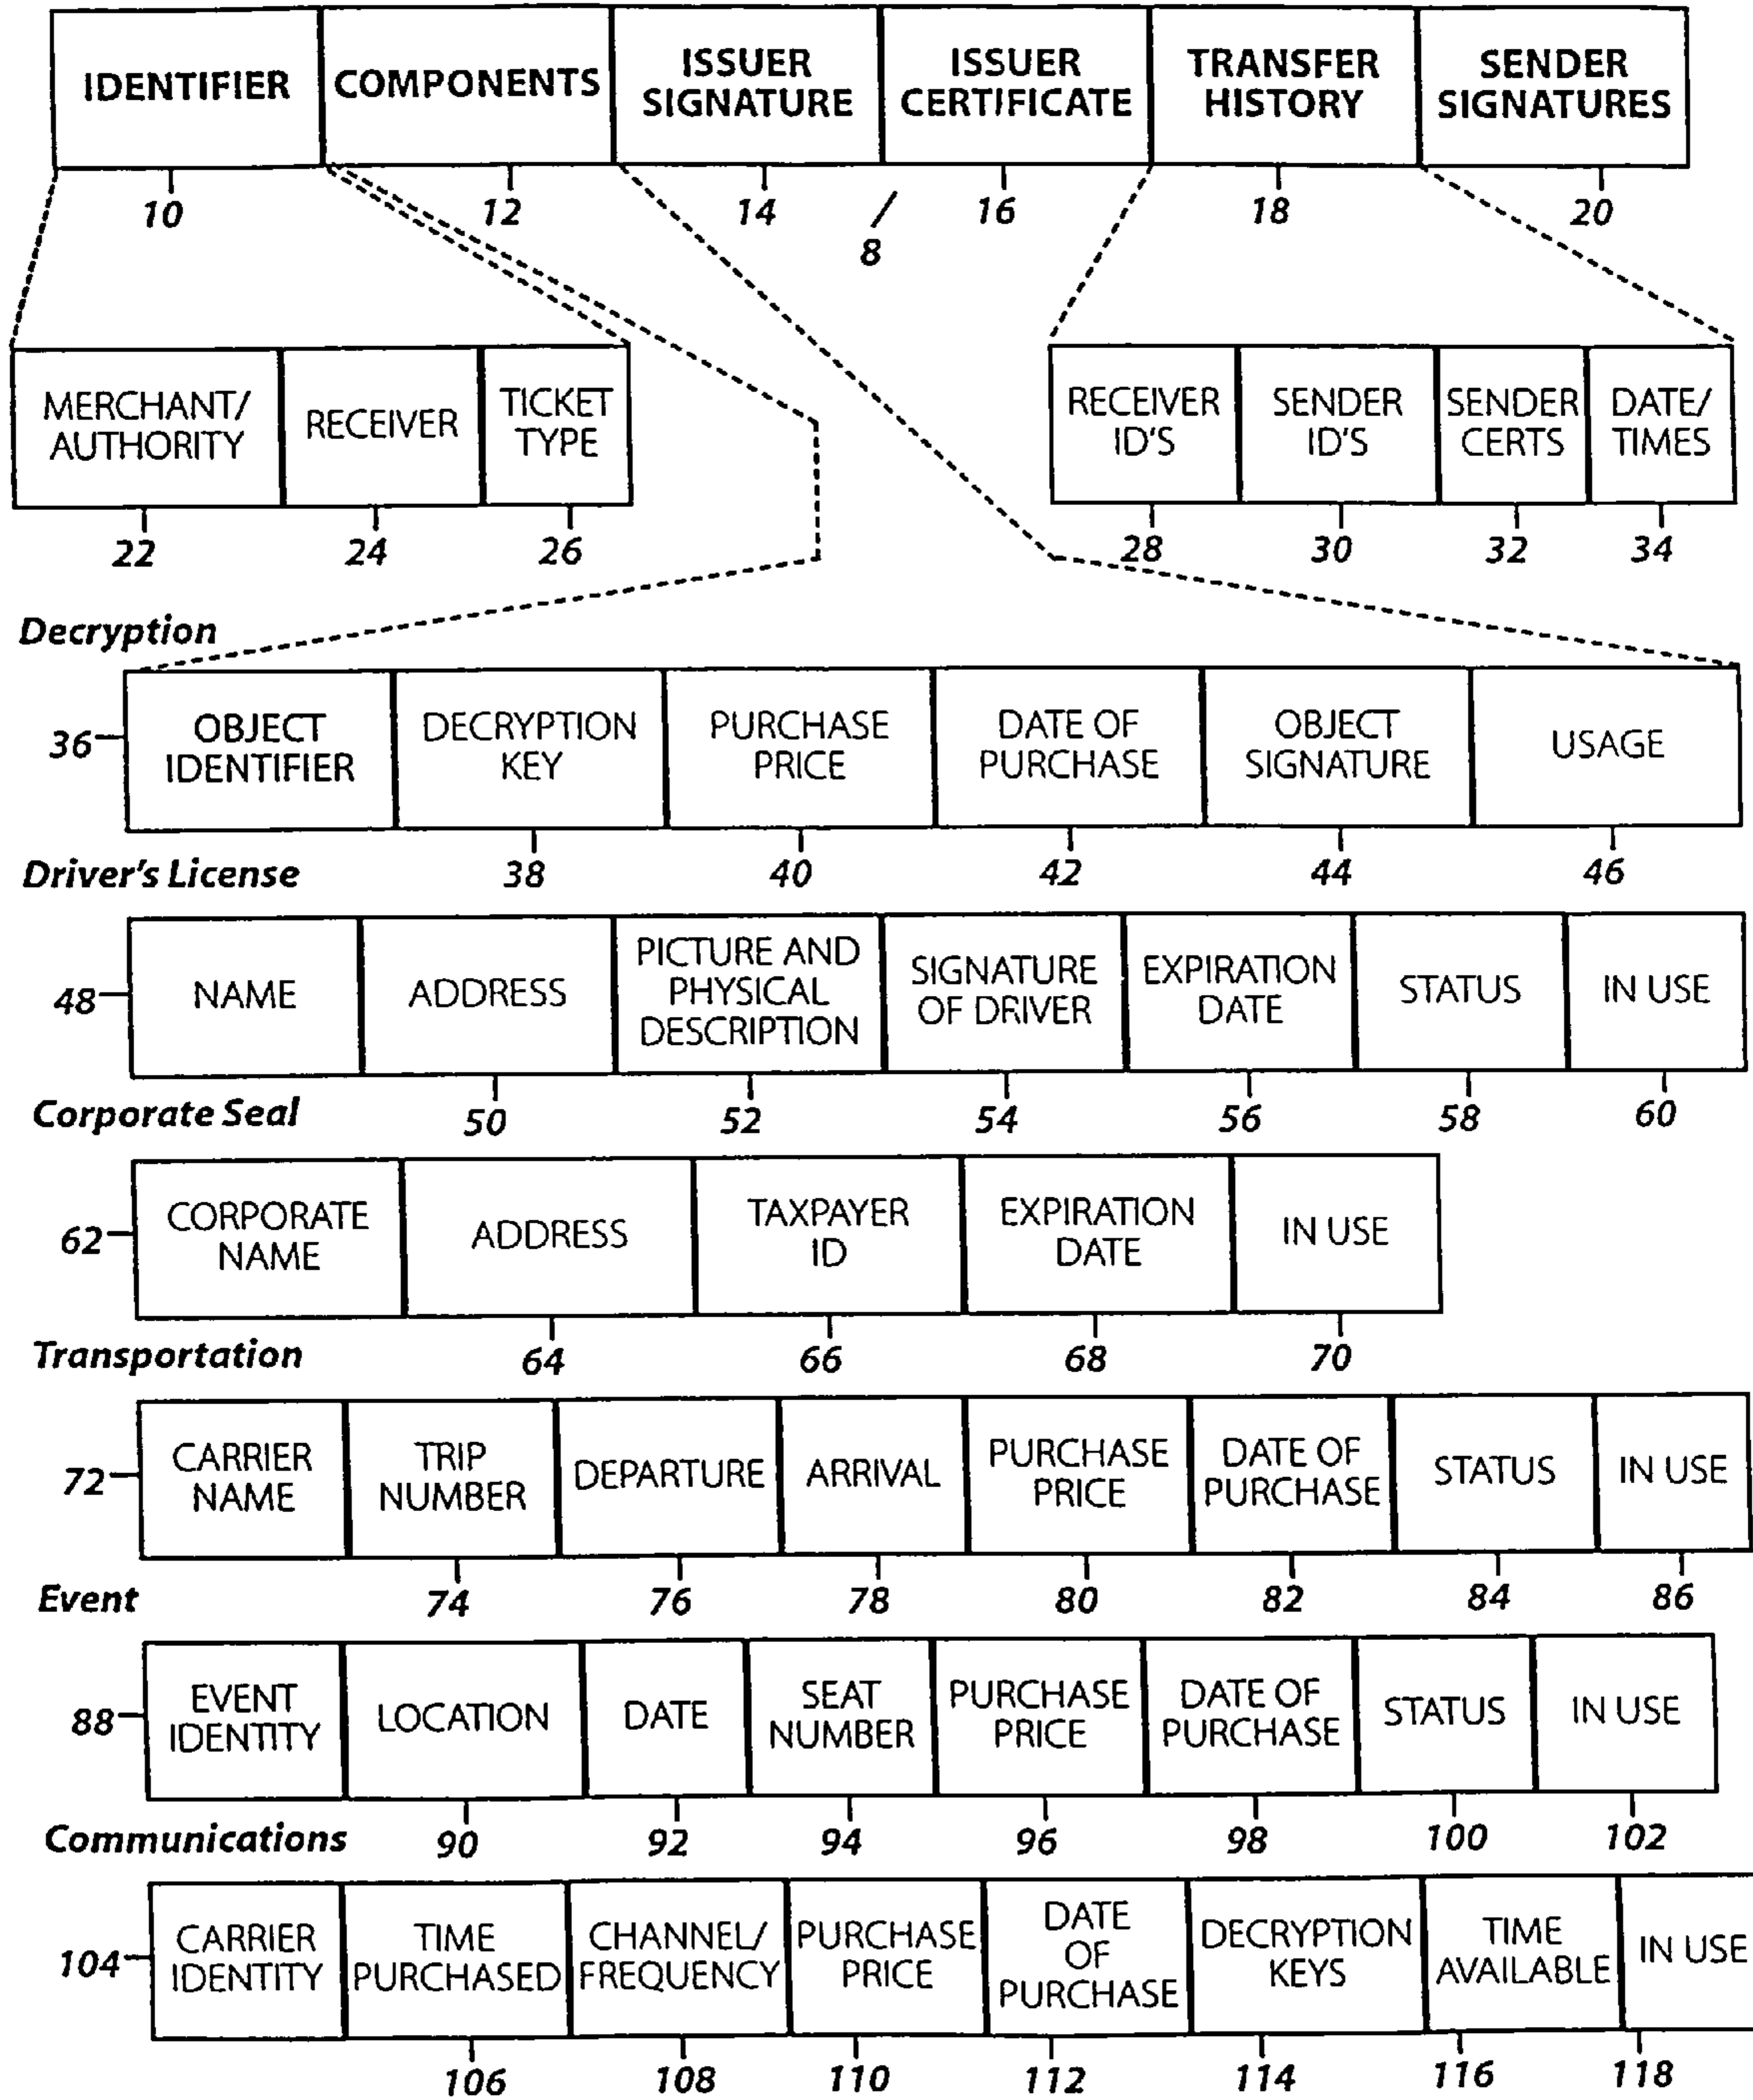 IDENTIFIER
COMPONENTS
ISSUER
SIGNATURE
ISSUER
CERTIFICATE
TRANSFER
HISTORY
SENDER
SIGNATURES
10
12
14
8
16
18
20
MERCHANT/
AUTHORITY
RECEIVER
TICKET
TYPE
RECEIVER
ID'S
SENDER
ID'S
SENDER
CERTS
DATE/
TIMES
22
24
26
28
30
32
34
Decryption
36
OBJECT
IDENTIFIER
DECRYPTION
KEY
PURCHASE
PRICE
DATE OF
PURCHASE
OBJECT
SIGNATURE
USAGE
38
40
42
44
46
Driver's License
48
NAME
ADDRESS
PICTURE AND
PHYSICAL
DESCRIPTION
SIGNATURE
OF DRIVER
EXPIRATION
DATE
STATUS
IN USE
50
52
54
56
58
60
Corporate Seal
62
CORPORATE
NAME
ADDRESS
TAXPAYER
ID
EXPIRATION
DATE
IN USE
64
66
68
70
Transportation
72
CARRIER
NAME
TRIP
NUMBER
DEPARTURE
ARRIVAL
PURCHASE
PRICE
DATE OF
PURCHASE
STATUS
IN USE
74
76
78
80
82
84
86
Event
88
EVENT
IDENTITY
LOCATION
DATE
SEAT
NUMBER
PURCHASE
PRICE
DATE OF
PURCHASE
STATUS
IN USE
90
92
94
96
98
100
102
Communications
104
CARRIER
IDENTITY
TIME
PURCHASED
CHANNEL/
FREQUENCY
PURCHASE
PRICE
DATE
OF
PURCHASE
DECRYPTION
KEYS
TIME
AVAILABLE
IN USE
106
108
110
112
114
116
118